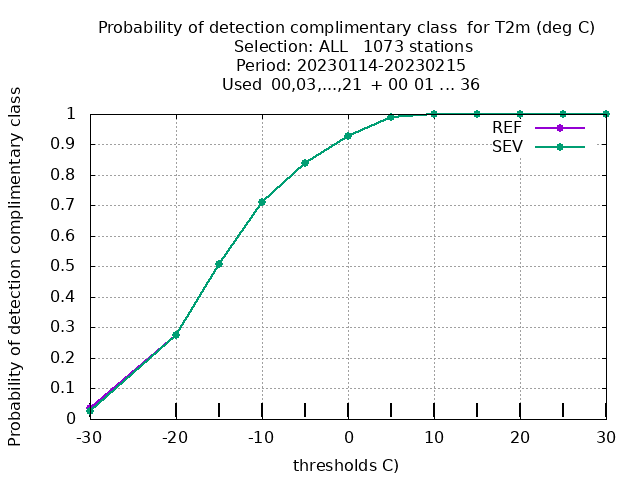 Probability of detection complimentary class  for T2m (deg C)
Selection: ALL   1073 stations
Period: 20230114-20230215
Used  00,03,...,21  + 00 01 ... 36
Probability of detection complimentary class
1
0.9
0.8
0.7
0.6
0.5
0.4
0.3
0.2
0.1
0
REF
SEV
-30 -20 -10 0 10 20 30
thresholds C)